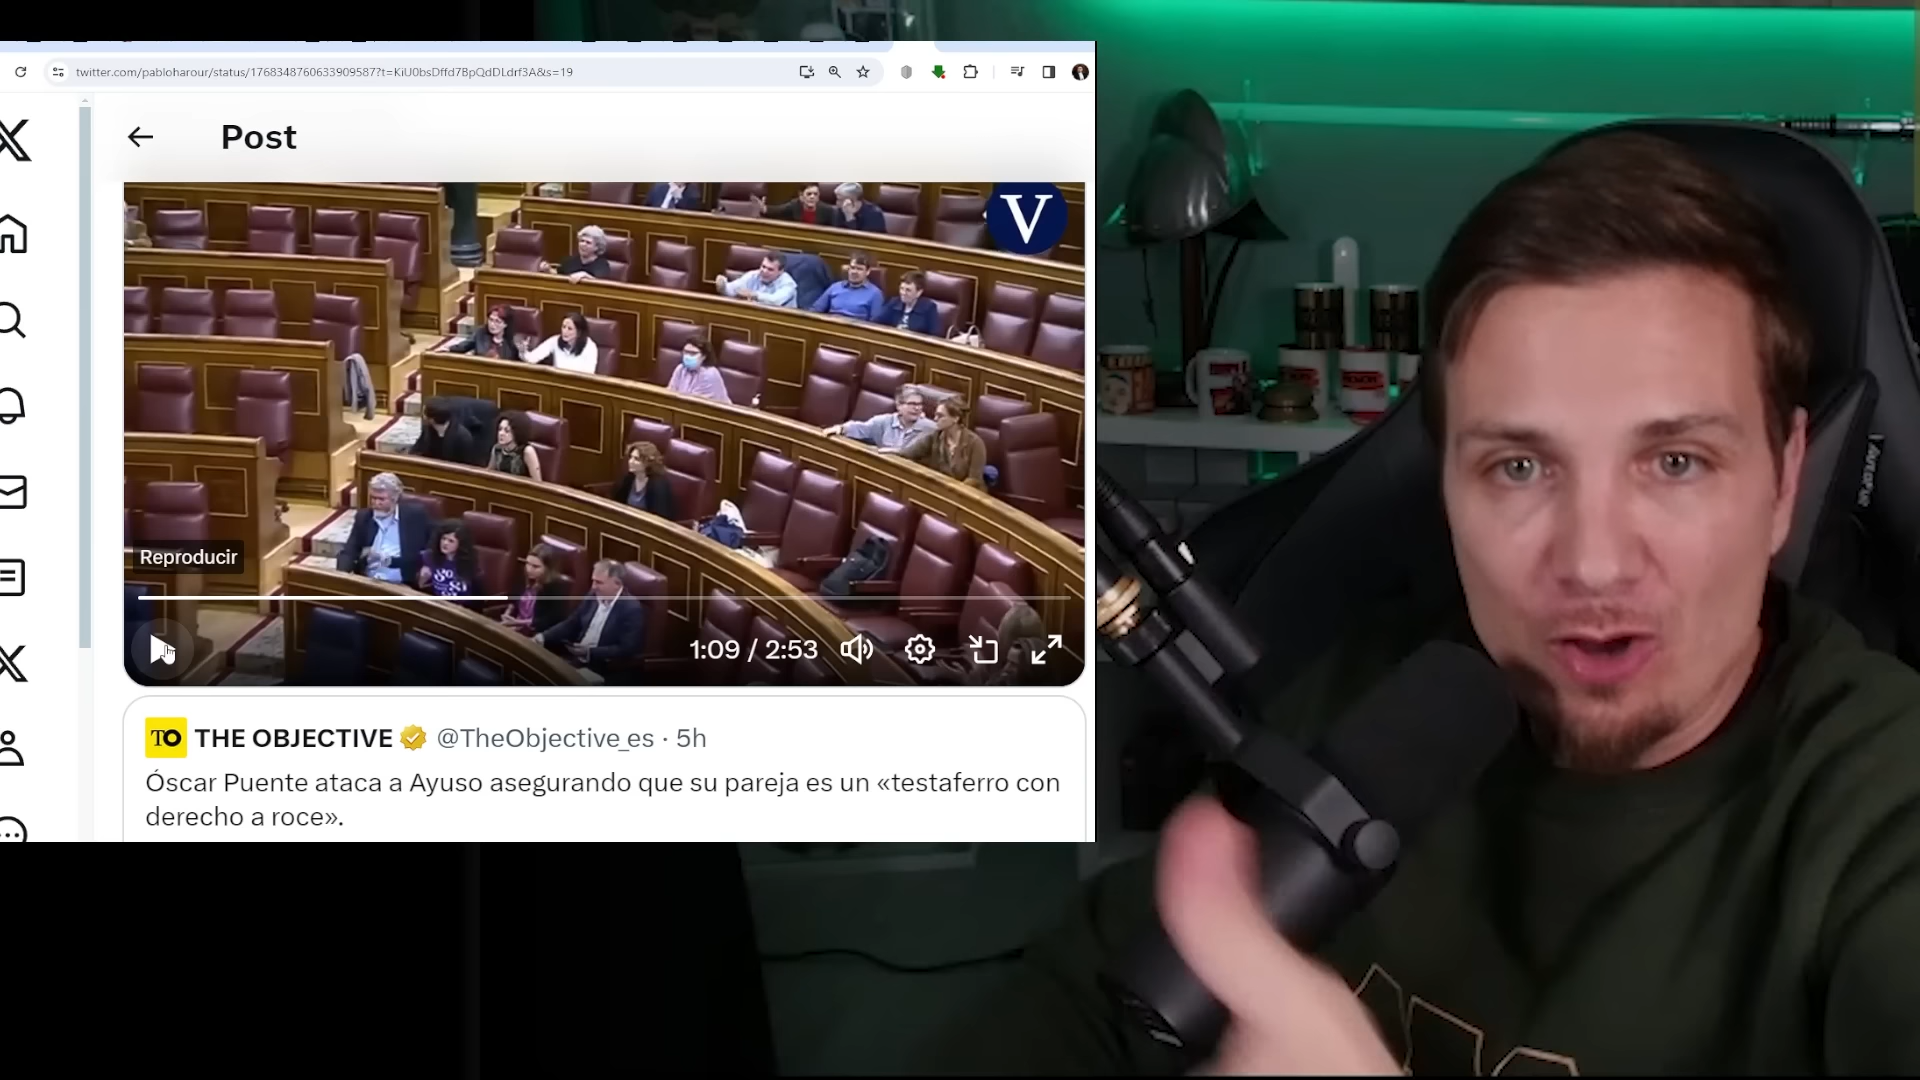 twitter.com/pabloharour/status/1768348760633909587?t=KiU0bsDffd7BpQdDLdrf3A&s=19
Post
V
Reproducir
1:09 / 2:53
TO THE OBJECTIVE @TheObjective_es · 5h
Óscar Puente ataca a Ayuso asegurando que su pareja es un «testaferro con
derecho a roce».